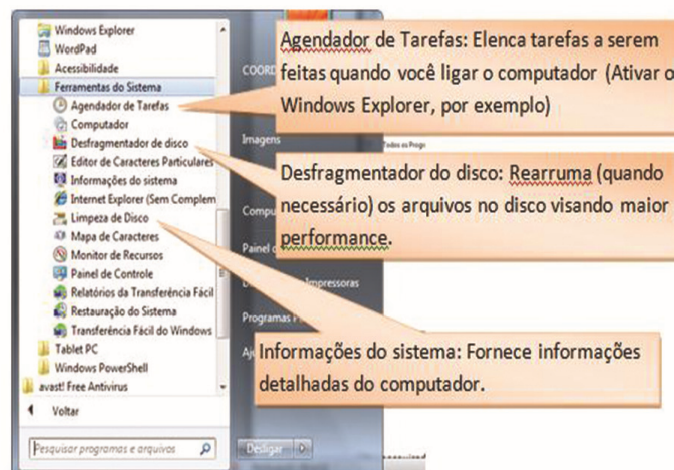 Windows Explorer
WordPad
Acessibilidade
Ferramentas do Sistema
Agendador de Tarefas
Computador
Desfragmentador de disco
Editor de Caracteres Particulares
Informações do sistema
Internet Explorer (Sem Complem
Limpeza de Disco
Mapa de Caracteres
Monitor de Recursos
Painel de Controle
Relatórios da Transferência Fácil
Restauração do Sistema
Transferência Fácil do Windows
Tablet PC
Windows PowerShell
avast! Free Antivirus
Voltar
Pesquisar programas e arquivos
COORD
Imagens
Compu
Painel d
Impressoras
Programas P
Aju
Desligar
Todos os Progr
Agendador de Tarefas: Elenca tarefas a serem
feitas quando você ligar o computador (Ativar o
Windows Explorer, por exemplo)
Desfragmentador do disco: Rearruma (quando
necessário) os arquivos no disco visando maior
performance.
Informações do sistema: Fornece informações
detalhadas do computador.